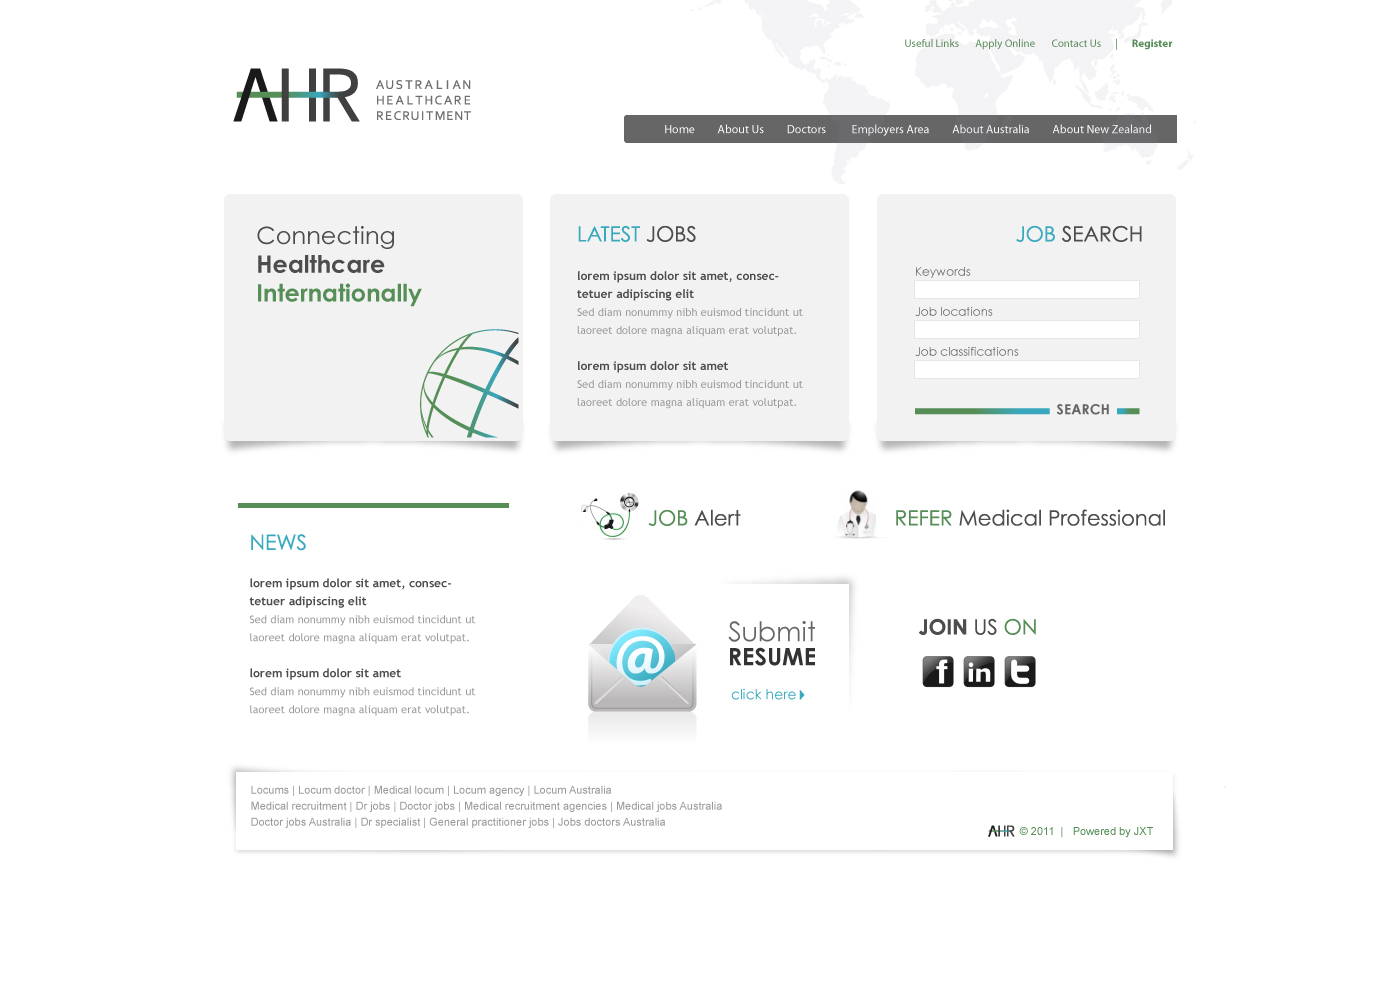 Useful Links Apply Online Contact Us | Register
AHR
AUSTRALIAN
HEALTHCARE
RECRUITMENT
Home About Us Doctors Employers Area About Australia About New Zealand
Connecting
Healthcare
Internationally
LATEST JOBS
lorem ipsum dolor sit amet, consec-
tetuer adipiscing elit
Sed diam nonummy nibh euismod tincidunt ut
laoreet dolore magna aliquam erat volutpat.
lorem ipsum dolor sit amet
Sed diam nonummy nibh euismod tincidunt ut
laoreet dolore magna aliquam erat volutpat.
JOB SEARCH
Keywords
Job locations
Job classifications
SEARCH
NEWS
lorem ipsum dolor sit amet, consec-
tetuer adipiscing elit
Sed diam nonummy nibh euismod tincidunt ut
laoreet dolore magna aliquam erat volutpat.
lorem ipsum dolor sit amet
Sed diam nonummy nibh euismod tincidunt ut
laoreet dolore magna aliquam erat volutpat.
JOB Alert
REFER Medical Professional
@
Submit
RESUME
click here
JOIN US ON
f in t
Locums | Locum doctor | Medical locum | Locum agency | Locum Australia
Medical recruitment | Dr jobs | Doctor jobs | Medical recruitment agencies | Medical jobs Australia
Doctor jobs Australia | Dr specialist | General practitioner jobs | Jobs doctors Australia
AHR © 2011 | Powered by JXT